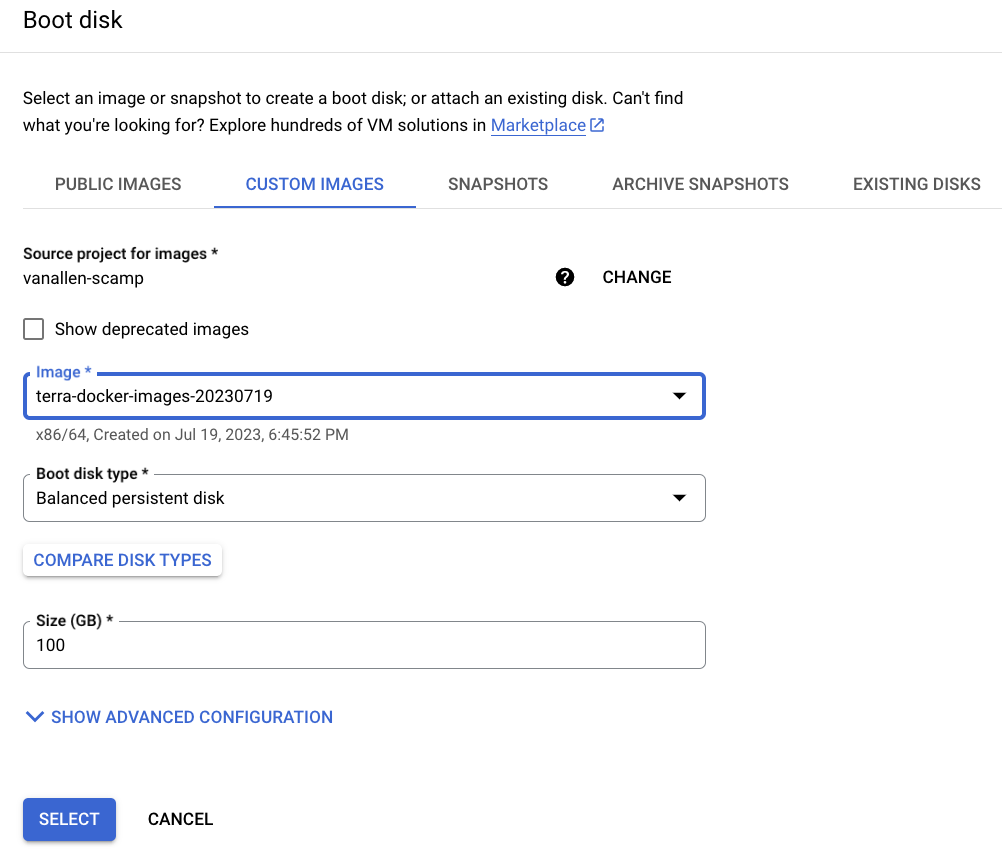 Boot disk
Select an image or snapshot to create a boot disk; or attach an existing disk. Can't find
what you're looking for? Explore hundreds of VM solutions in Marketplace
PUBLIC IMAGES CUSTOM IMAGES SNAPSHOTS ARCHIVE SNAPSHOTS EXISTING DISKS
Source project for images *
vanallen-scamp ? CHANGE
Show deprecated images
Image *
terra-docker-images-20230719
x86/64, Created on Jul 19, 2023, 6:45:52 PM
Boot disk type *
Balanced persistent disk
COMPARE DISK TYPES
Size (GB) *
100
SHOW ADVANCED CONFIGURATION
SELECT CANCEL